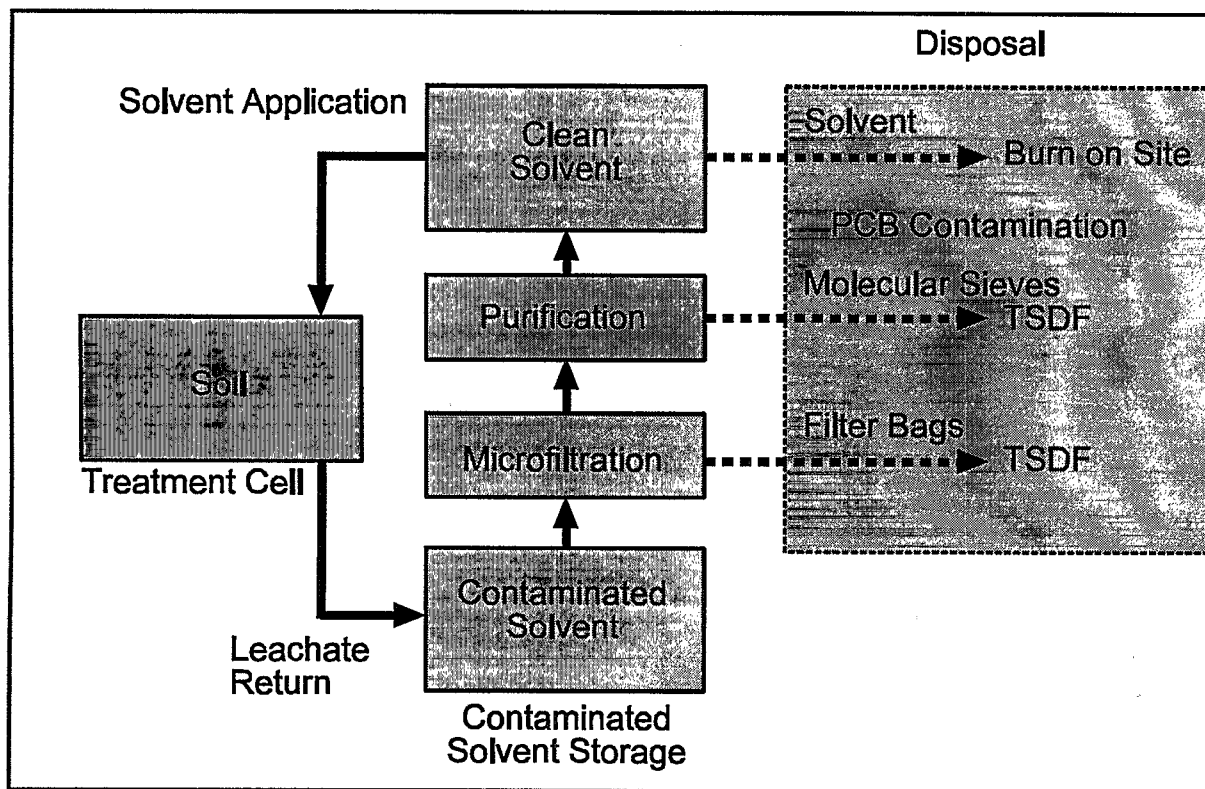 Disposal
Solvent Application
Clean
Solvent
Solvent
Burn on Site
PCB Contamination
Molecular Sieves
Purification
TSDF
Soil
Treatment Cell
Filter Bags
Microfiltration
TSDF
Contaminated
Solvent
Leachate
Return
Contaminated
Solvent Storage